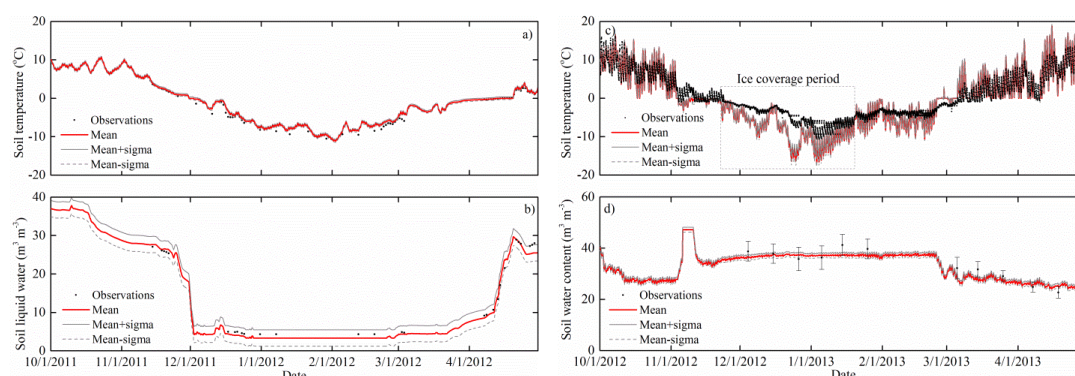 20
10
0
-10
-20
Soil temperature (°C)
a)
Observations
Mean
Mean+sigma
Mean-sigma
40
30
20
10
0
Soil liquid water (m³ m⁻³)
b)
Observations
Mean
Mean+sigma
Mean-sigma
10/1/2011 11/1/2011 12/1/2011 1/1/2012 2/1/2012 3/1/2012 4/1/2012
Date
20
10
0
-10
-20
Soil temperature (°C)
c)
Ice coverage period
Observations
Mean
Mean+sigma
Mean-sigma
60
40
20
0
Soil water content (m³ m⁻³)
d)
Observations
Mean
Mean+sigma
Mean-sigma
10/1/2012 11/1/2012 12/1/2012 1/1/2013 2/1/2013 3/1/2013 4/1/2013
Date